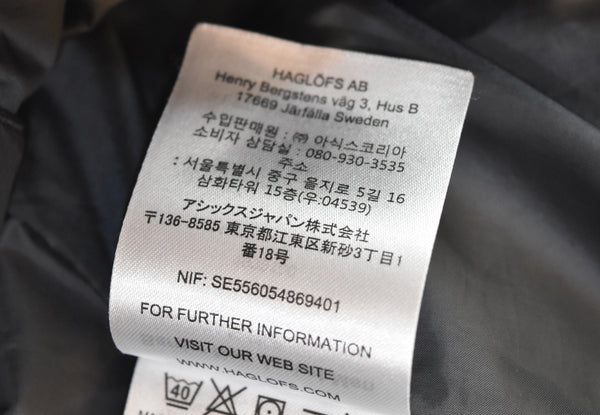 HAGLÖFS AB
Henry Bergstens väg 3, Hus B
17669 Järfälla Sweden
수입판매원 : ㈜ 아식스코리아
소비자 상담실 : 080-930-3535
주소
: 서울특별시 중구 을지로 5길 16
삼화타워 15층(우:04539)
アシックスジャパン株式会社
〒136-8585 東京都江東区新砂3丁目1
番18号
NIF: SE556054869401
FOR FURTHER INFORMATION
VISIT OUR WEB SITE
WWW.HAGLOFS.COM
40